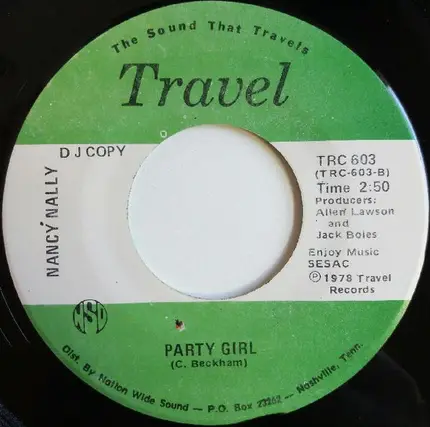 The Sound That Travels
Travel
D J COPY
NANCY NALLY
TRC 603
(TRC-603-B)
Time 2:50
Producers:
Allen Lawson
and
Jack Boles
Enjoy Music
SESAC
Ⓟ 1978 Travel
Records
NSD
PARTY GIRL
(C. Beckham)
Dist. By Nation Wide Sound — P.O. Box 23262 — Nashville, Tenn.